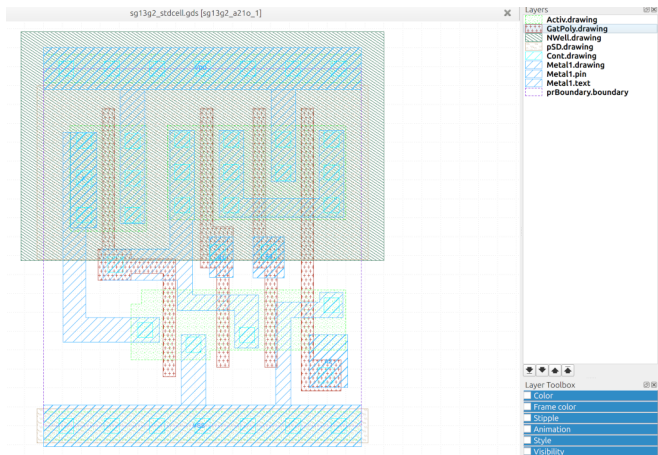 sg13g2_stdcell.gds [sg13g2_a21o_1]
Layers
Activ.drawing
GatPoly.drawing
NWell.drawing
pSD.drawing
Cont.drawing
Metal1.drawing
Metal1.pin
Metal1.text
prBoundary.boundary
VSS
Layer Toolbox
Color
Frame color
Stipple
Animation
Style
Visibility